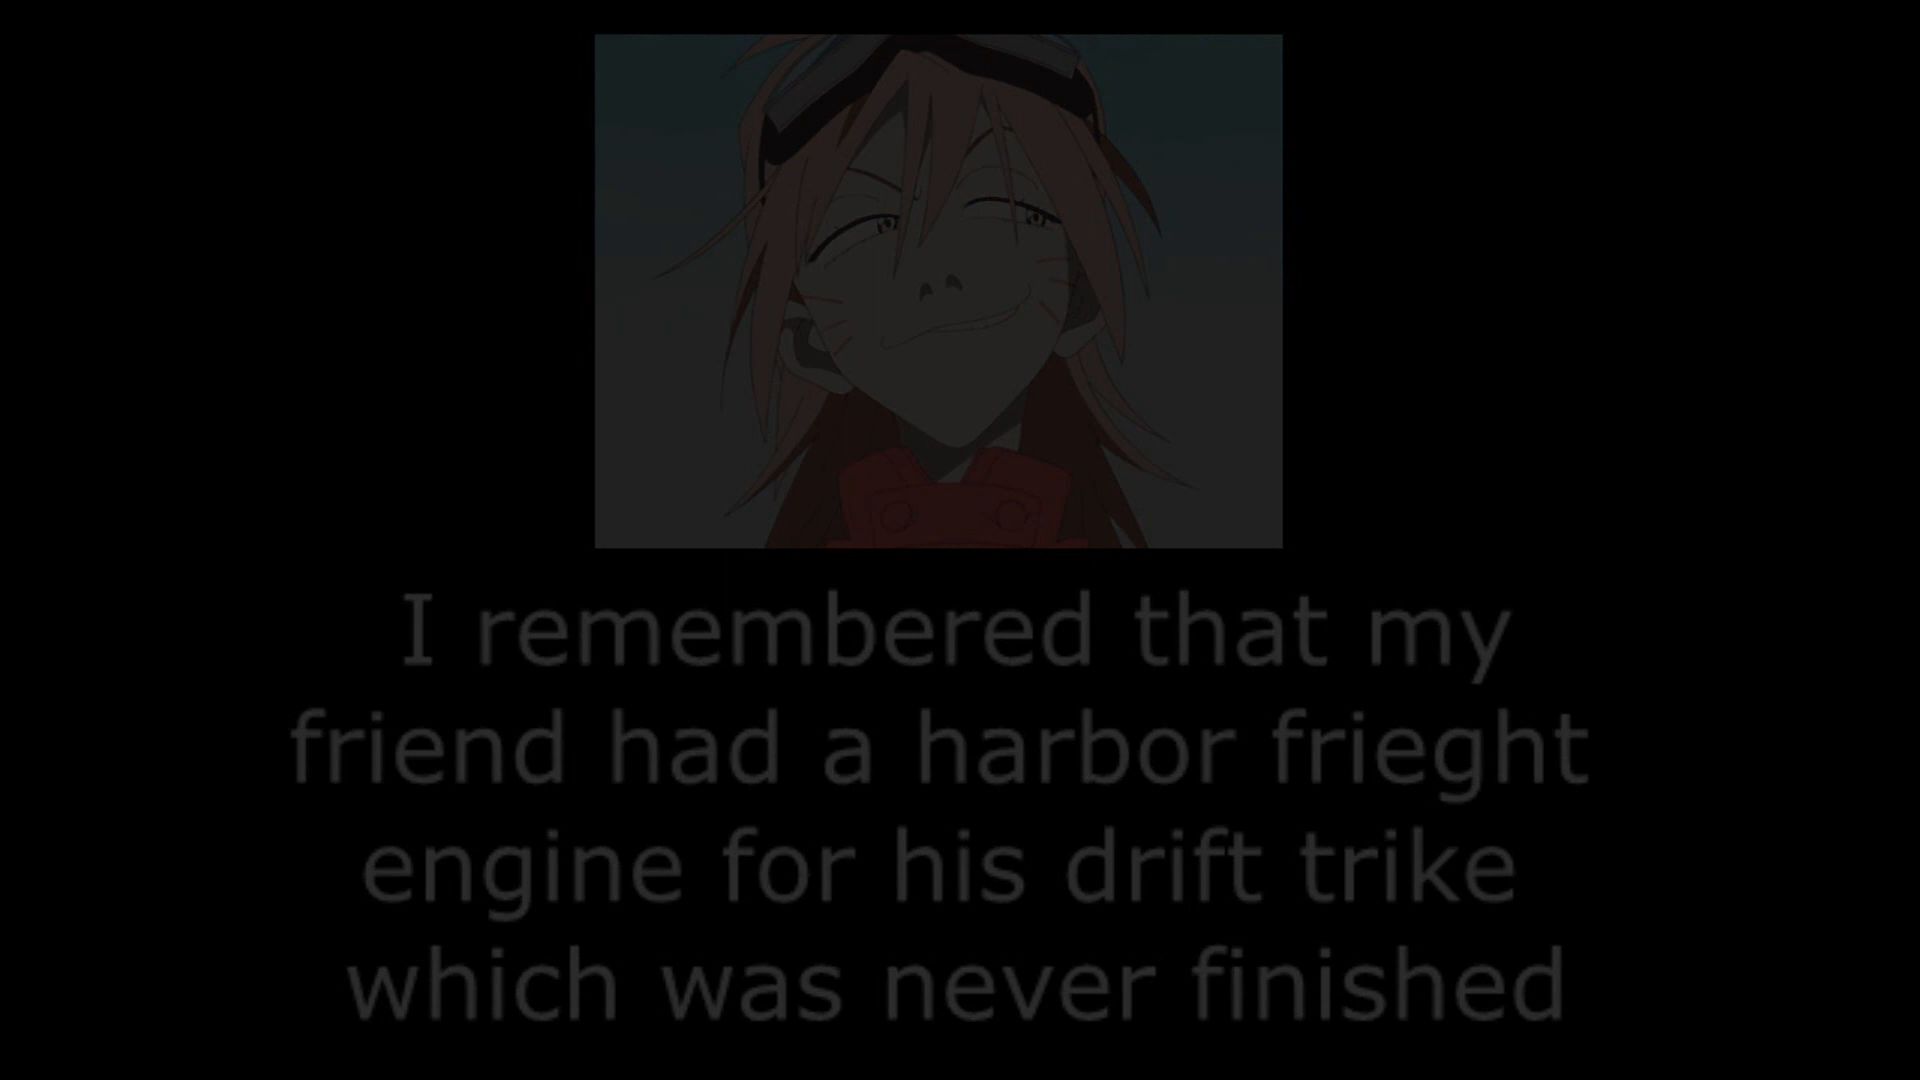 I remembered that my
friend had a harbor frieght
engine for his drift trike
which was never finished